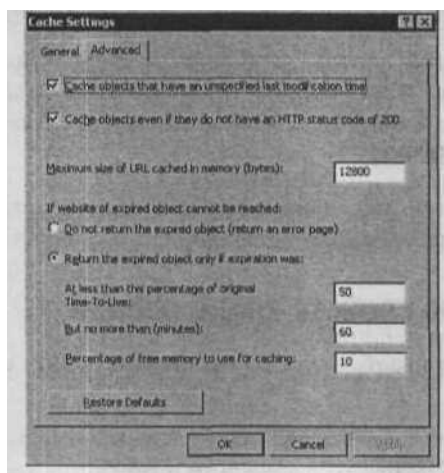 Cache Settings
General Advanced
Cache objects that have an unspecified last modification time
Cache objects even if they do not have an HTTP status code of 200
Maximum size of URL cached in memory (bytes): 12800
If website of expired object cannot be reached:
Do not return the expired object (return an error page)
Return the expired object only if expiration was:
At less than this percentage of original
Time-To-Live: 50
But no more than (minutes): 60
Percentage of free memory to use for caching: 10
Restore Defaults
OK Cancel Apply